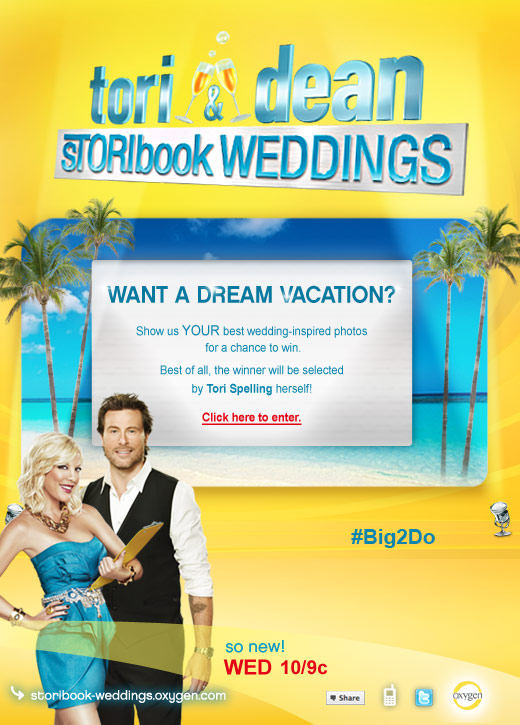 tori & dean
STORIbook WEDDINGS
WANT A DREAM VACATION?
Show us YOUR best wedding-inspired photos
for a chance to win.
Best of all, the winner will be selected
by Tori Spelling herself!
Click here to enter.
#Big2Do
so new!
WED 10/9c
storibook-weddings.oxygen.com
Share
oxygen